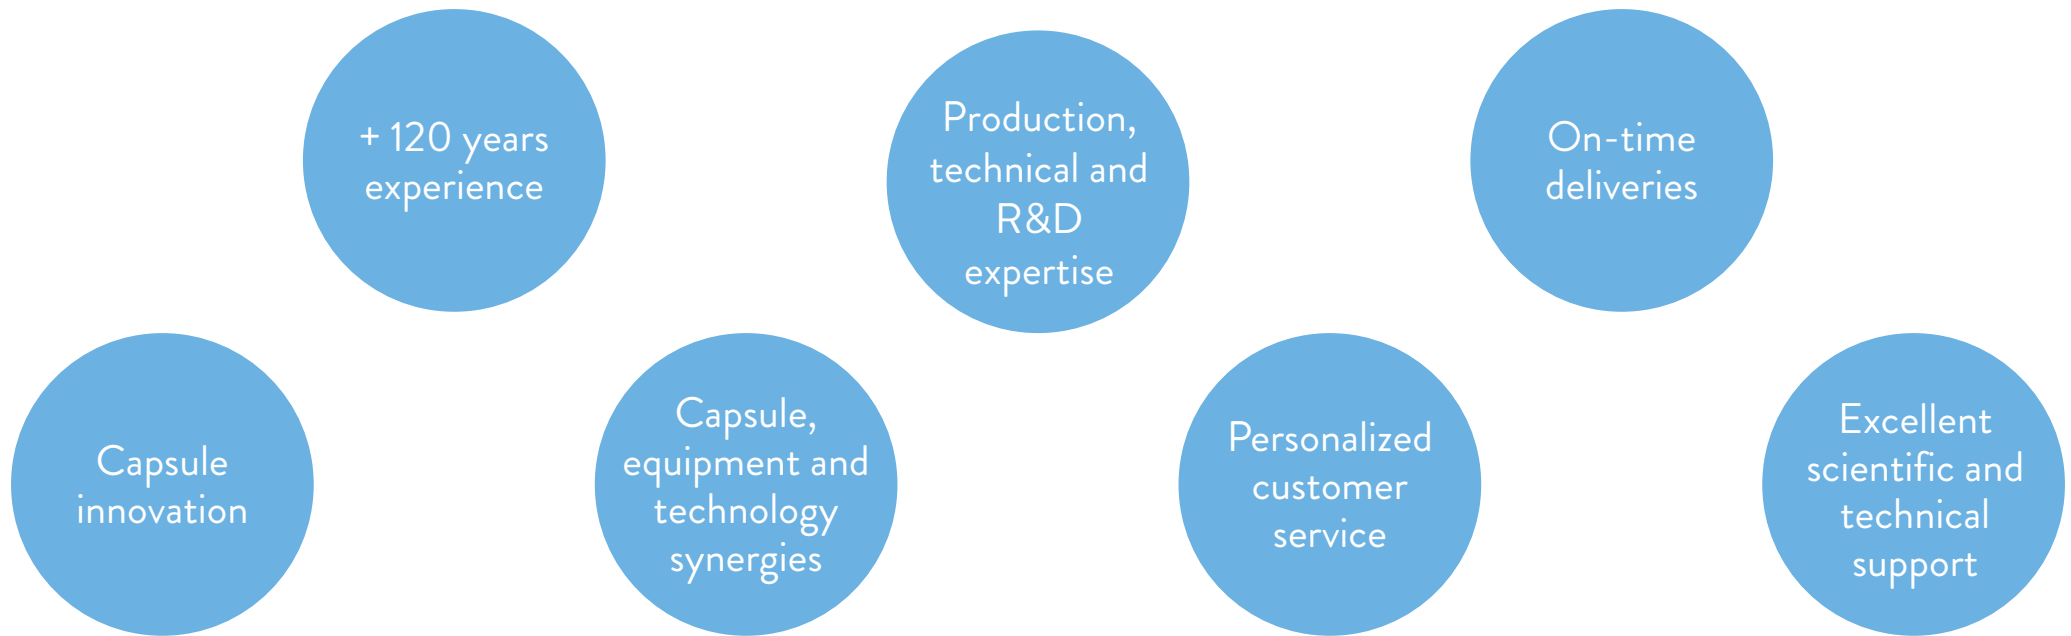 + 120 years
experience
Production,
technical and
R&D
expertise
On-time
deliveries
Capsule
innovation
Capsule,
equipment and
technology
synergies
Personalized
customer
service
Excellent
scientific and
technical
support